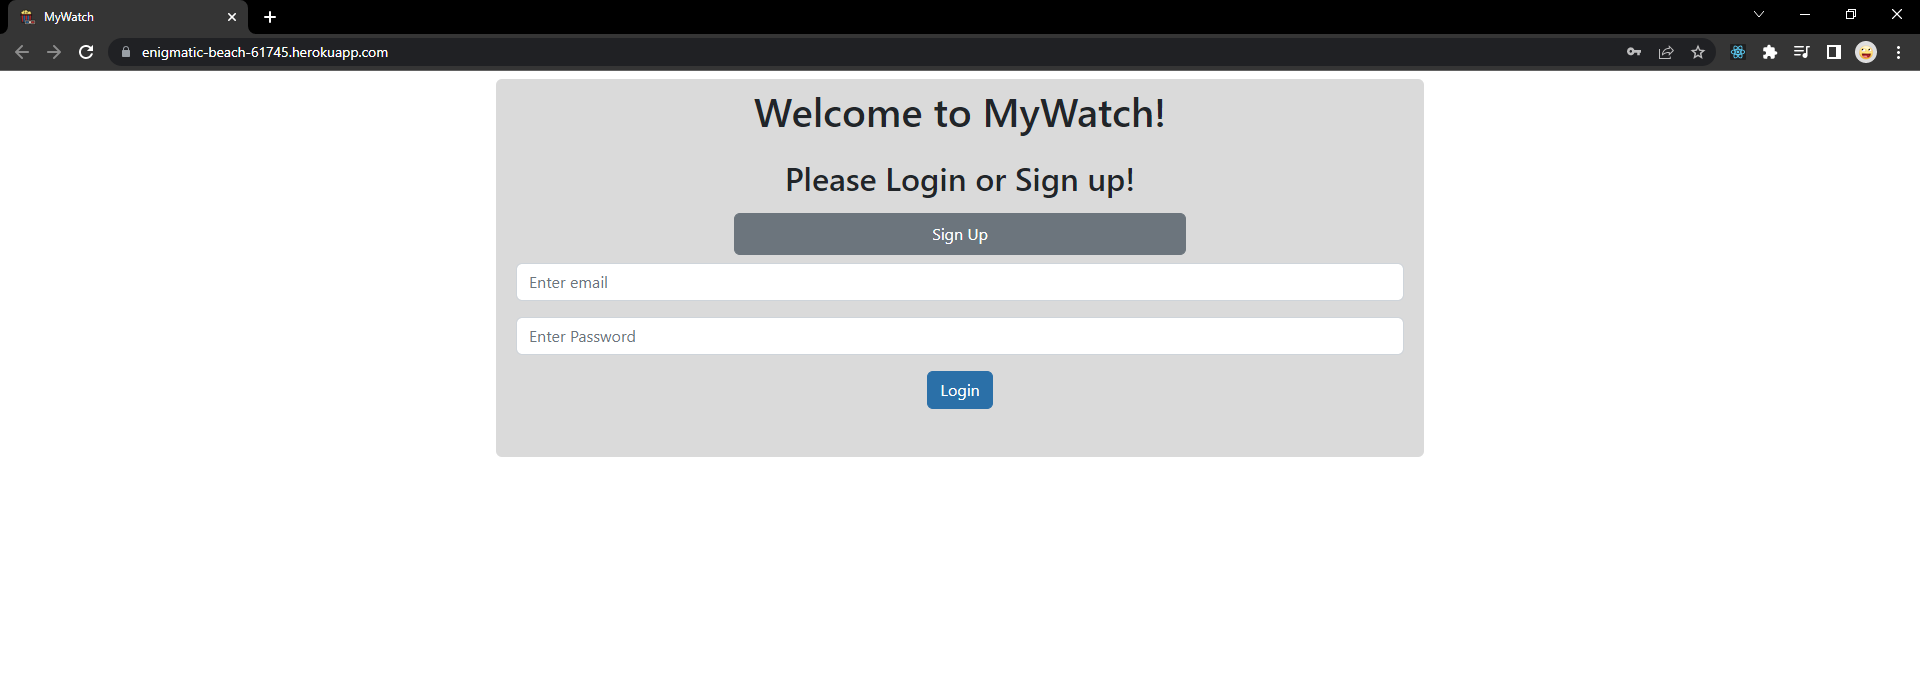 MyWatch
enigmatic-beach-61745.herokuapp.com
Welcome to MyWatch!
Please Login or Sign up!
Sign Up
Enter email
Enter Password
Login